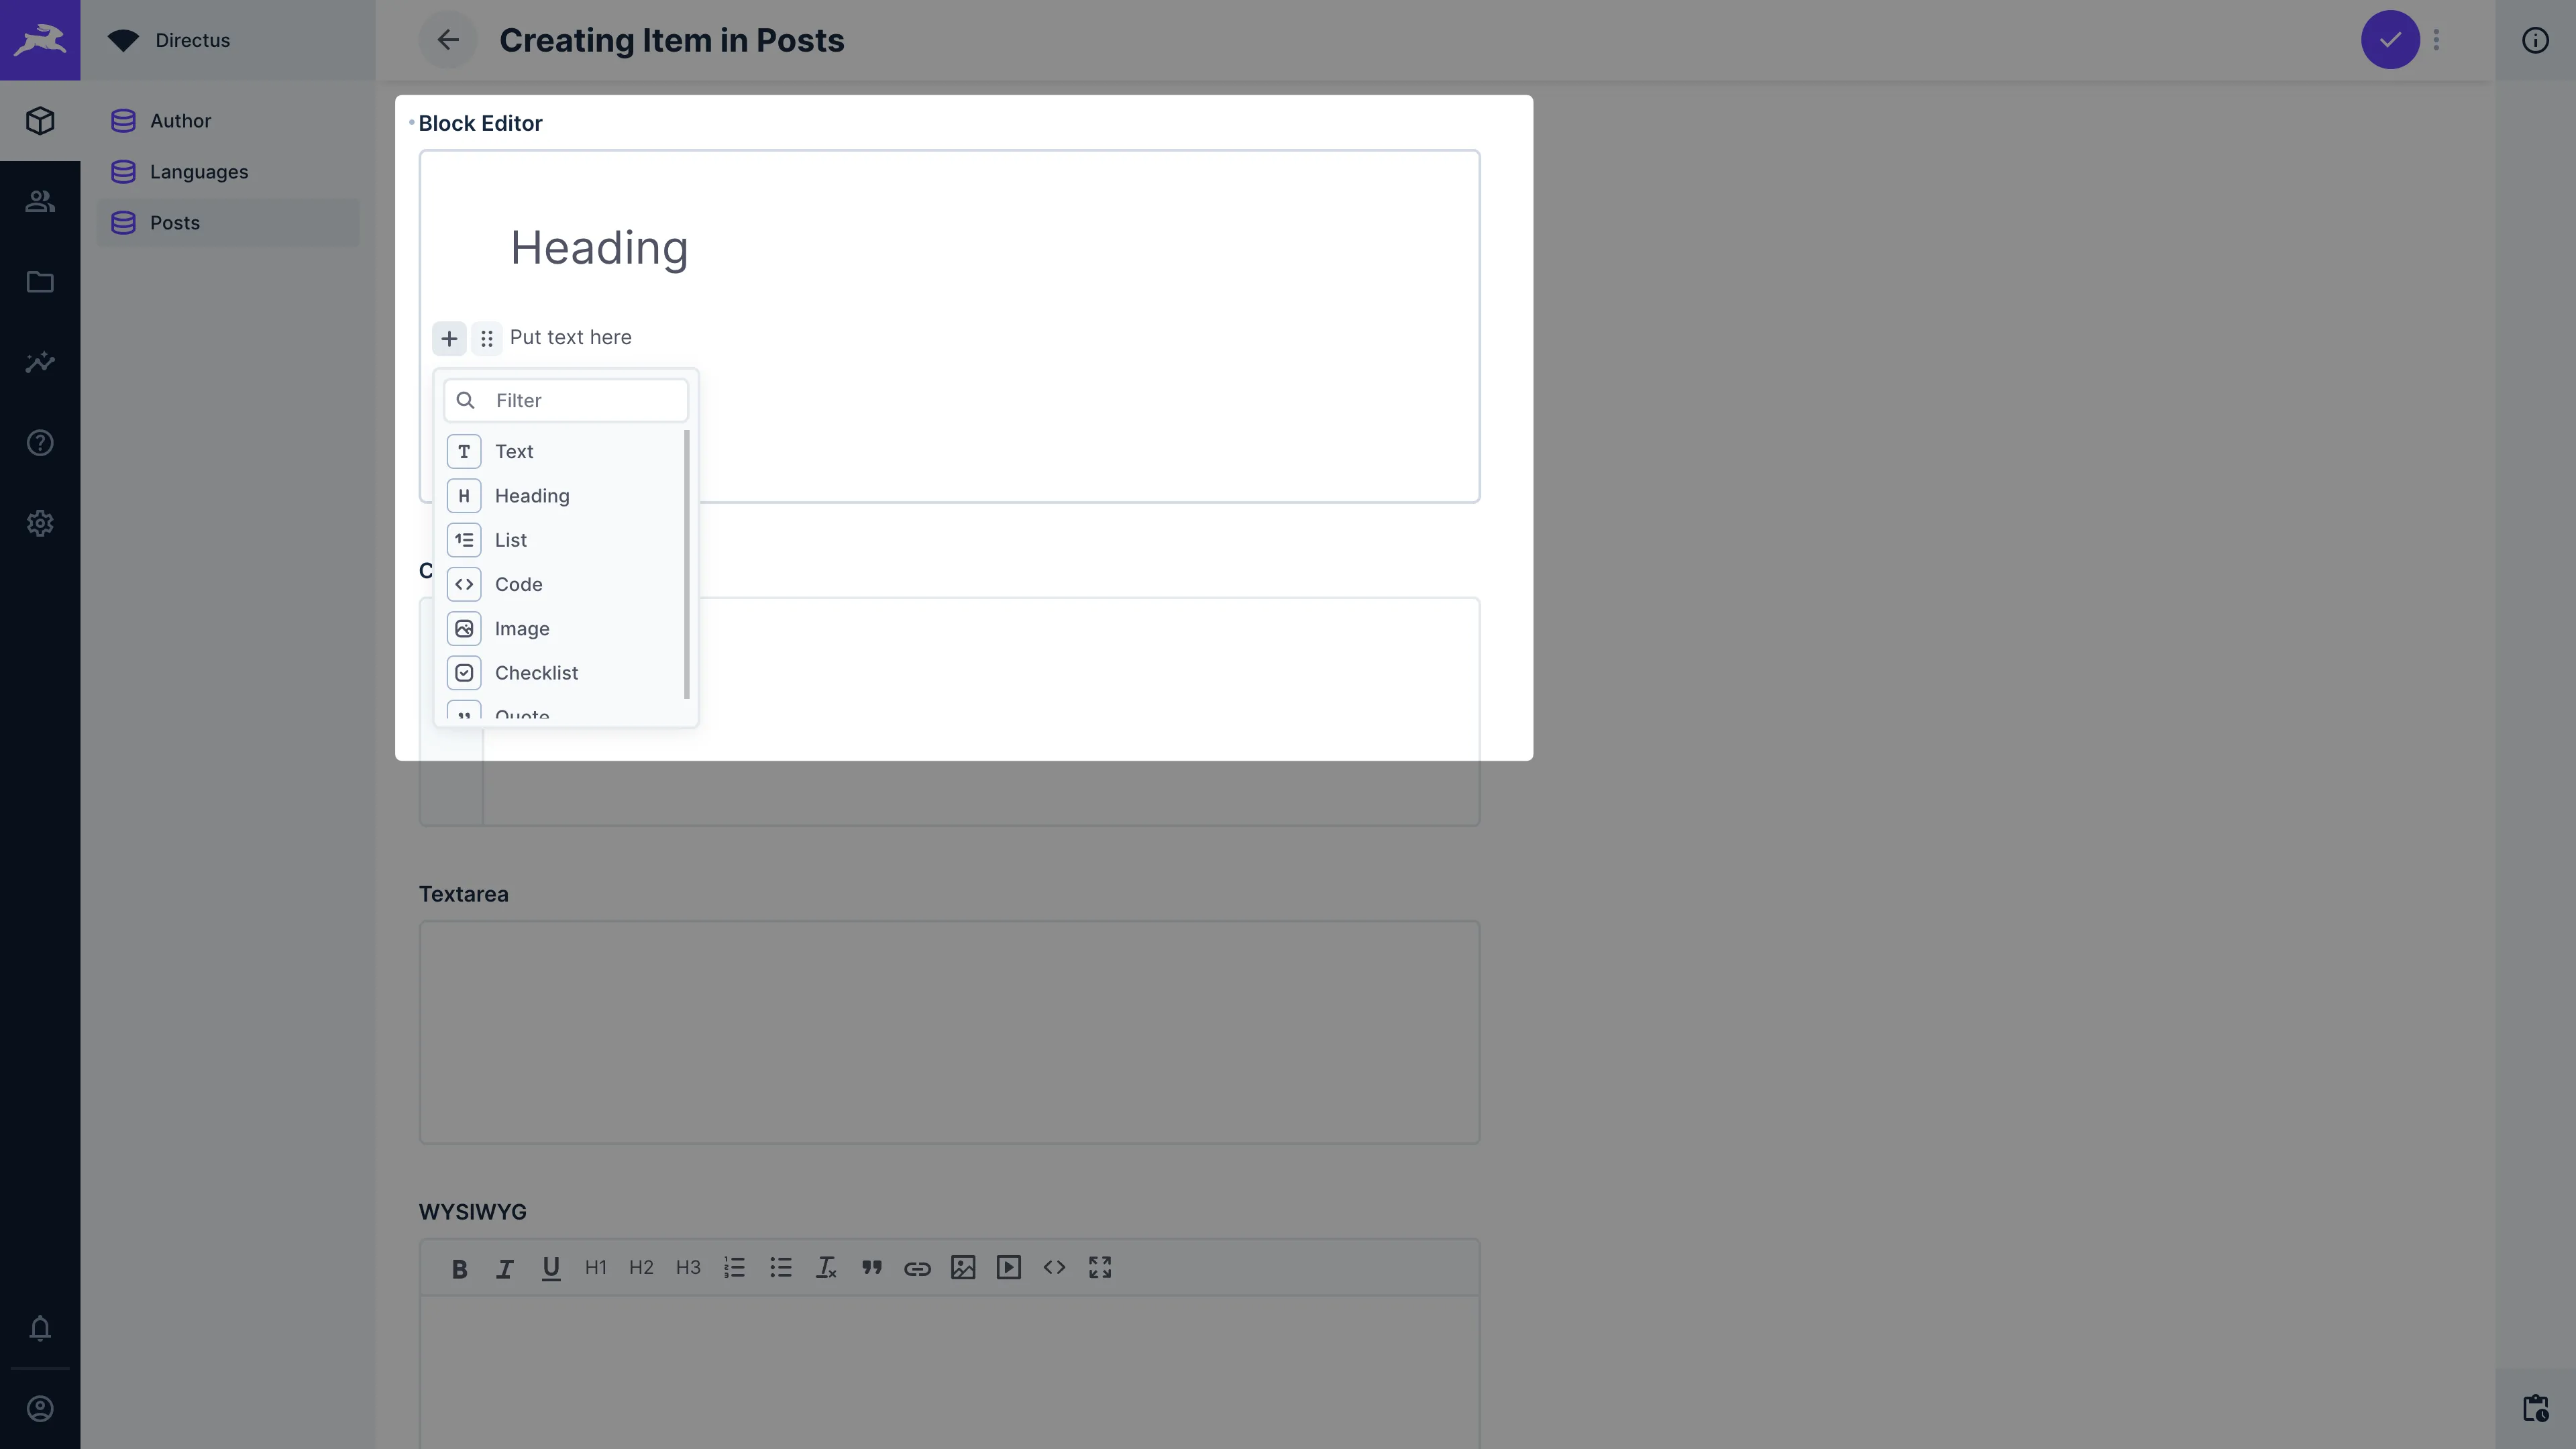 Directus
Creating Item in Posts
Author
Languages
Posts
Block Editor
Heading
Put text here
Filter
Text
Heading
List
C
Code
Image
Checklist
Quote
Textarea
WYSIWYG
B I U H1 H2 H3